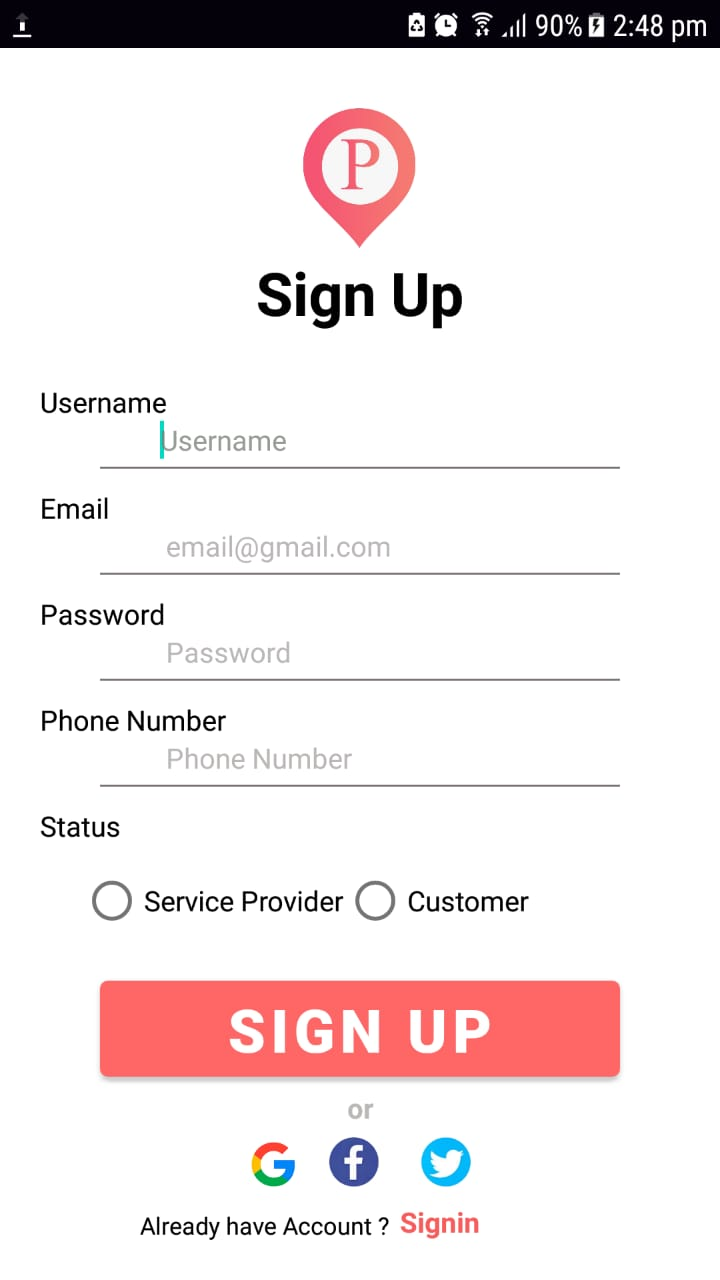 90% 2:48 pm
P
Sign Up
Username
Username
Email
email@gmail.com
Password
Password
Phone Number
Phone Number
Status
Service Provider Customer
SIGN UP
or
Already have Account ? Signin